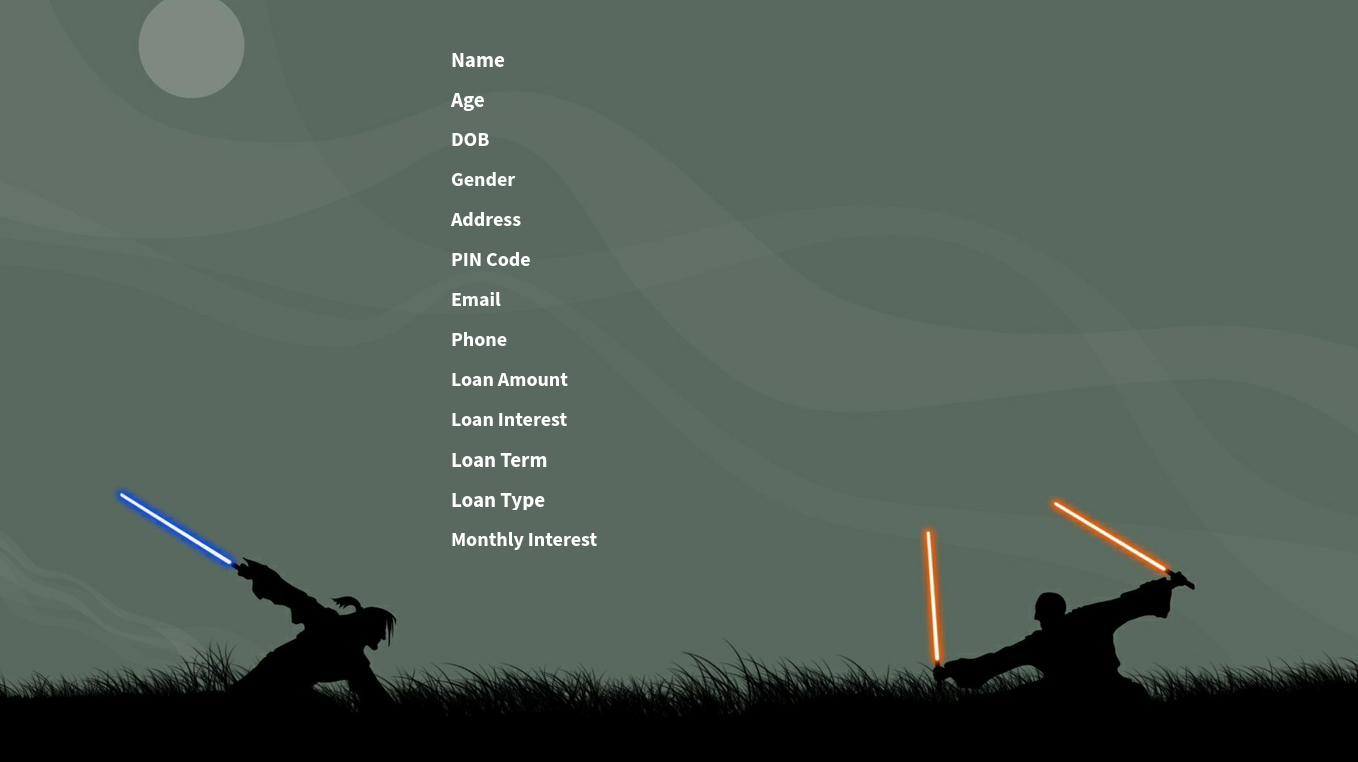 Name
Age
DOB
Gender
Address
PIN Code
Email
Phone
Loan Amount
Loan Interest
Loan Term
Loan Type
Monthly Interest